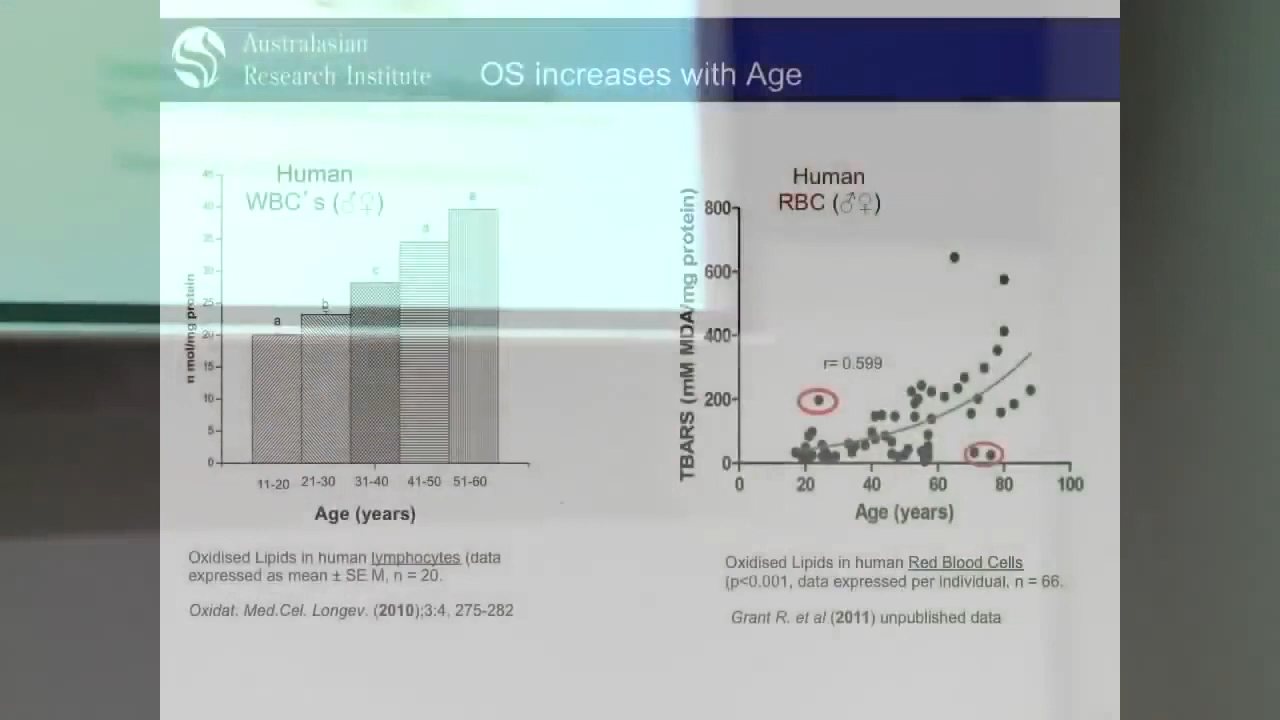 Australasian
Research Institute
OS increases with Age
Human
WBC´s (♂♀)
n mol/mg protein
45
40
35
30
25
20
15
10
5
0
a
b
c
d
e
11-20 21-30 31-40 41-50 51-60
Age (years)
Oxidised Lipids in human lymphocytes (data
expressed as mean ± SE M, n = 20.
Oxidat. Med.Cel. Longev. (2010);3:4, 275-282
Human
RBC (♂♀)
TBARS (mM MDA/mg protein)
800
600
400
200
0
r= 0.599
0 20 40 60 80 100
Age (years)
Oxidised Lipids in human Red Blood Cells
(p<0.001, data expressed per individual, n = 66.
Grant R. et al (2011) unpublished data